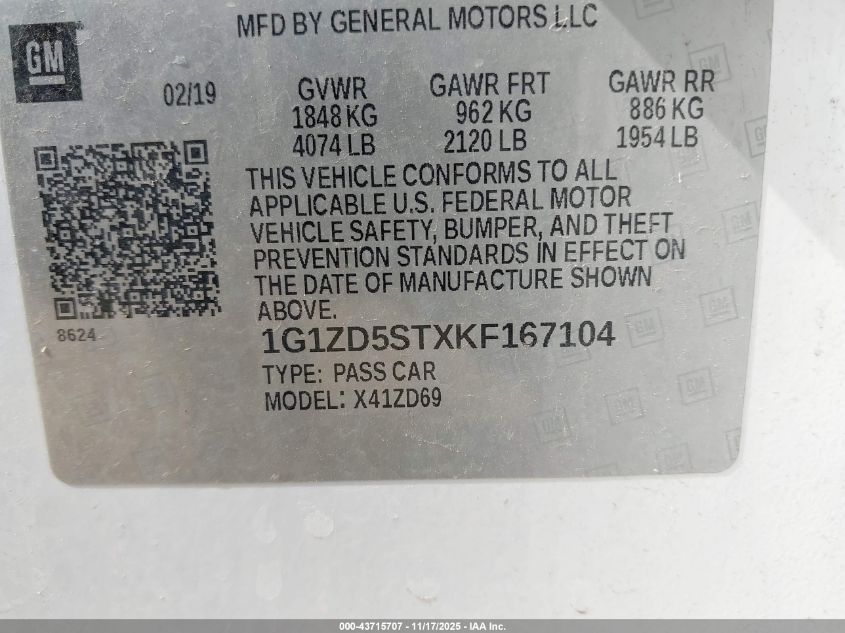 MFD BY GENERAL MOTORS LLC
GM
02/19 GVWR GAWR FRT GAWR RR
1848 KG 962 KG 886 KG
4074 LB 2120 LB 1954 LB
THIS VEHICLE CONFORMS TO ALL
APPLICABLE U.S. FEDERAL MOTOR
VEHICLE SAFETY, BUMPER, AND THEFT
PREVENTION STANDARDS IN EFFECT ON
THE DATE OF MANUFACTURE SHOWN
ABOVE.
8624
1G1ZD5STXKF167104
TYPE: PASS CAR
MODEL: X41ZD69
000-43715707 - 11/17/2025 - IAA Inc.